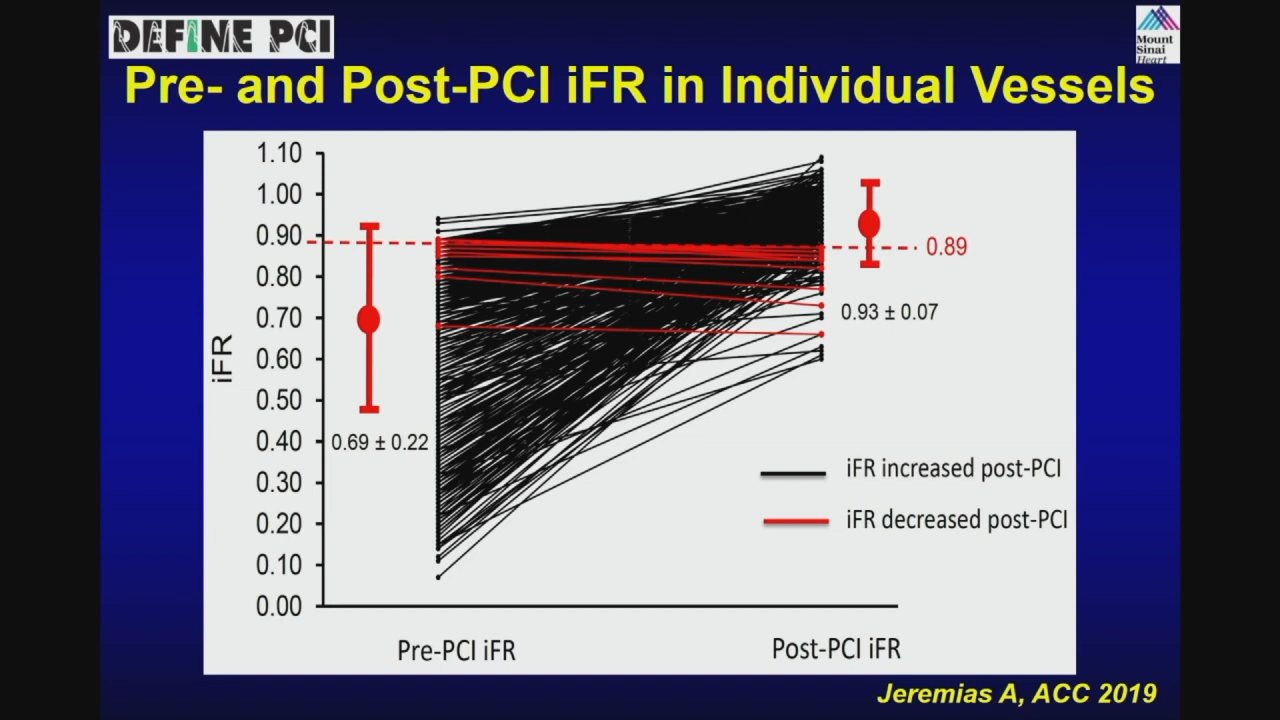 DEFINE PCI
Mount
Sinai
Heart
Pre- and Post-PCI iFR in Individual Vessels
1.10
1.00
0.90
0.80
0.70
0.60
0.50
0.40
0.30
0.20
0.10
0.00
iFR
0.69 ± 0.22
0.89
0.93 ± 0.07
iFR increased post-PCI
iFR decreased post-PCI
Pre-PCI iFR
Post-PCI iFR
Jeremias A, ACC 2019